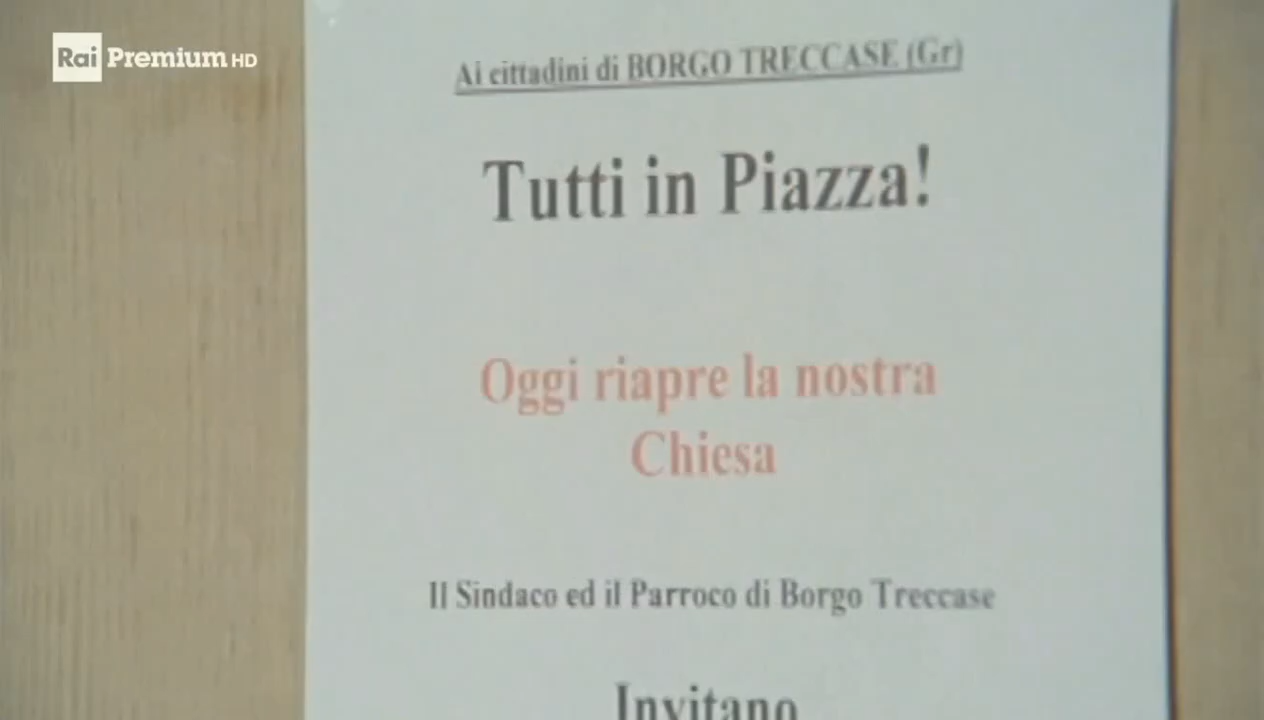 Rai Premium HD
Ai cittadini di BORGO TRECCASE (Gr)
Tutti in Piazza!
Oggi riapre la nostra
Chiesa
Il Sindaco ed il Parroco di Borgo Treccase
Invitano